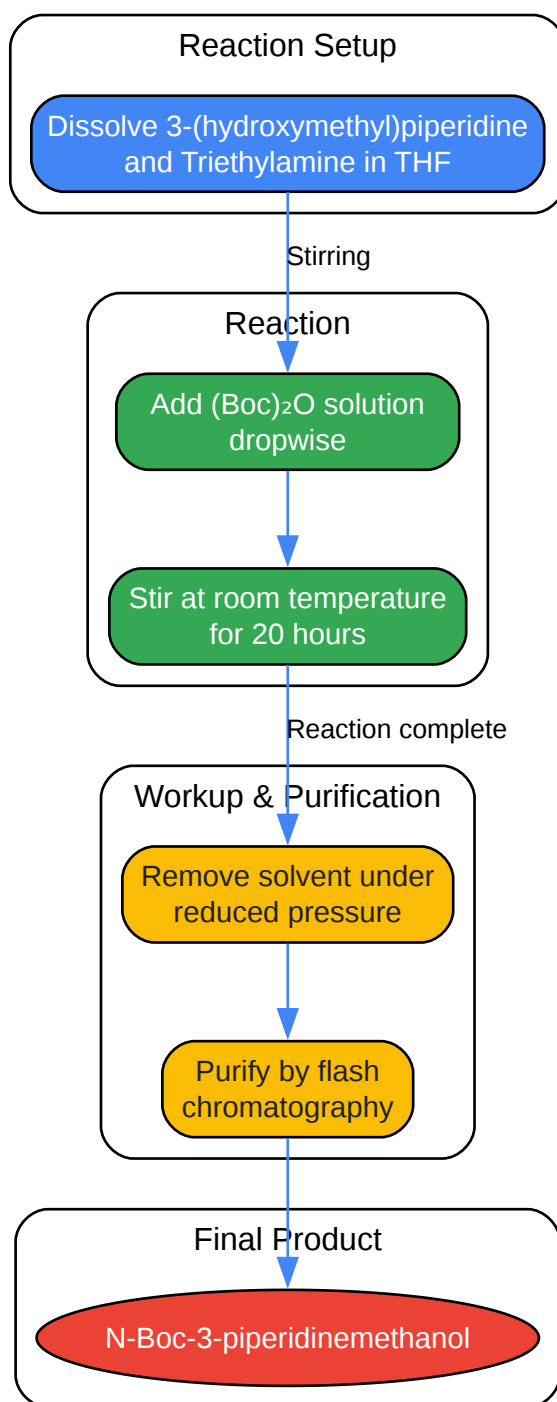 Reaction Setup
Dissolve 3-(hydroxymethyl)piperidine
and Triethylamine in THF
Stirring
Reaction
Add (Boc)₂O solution
dropwise
Stir at room temperature
for 20 hours
Reaction complete
Workup & Purification
Remove solvent under
reduced pressure
Purify by flash
chromatography
Final Product
N-Boc-3-piperidinemethanol